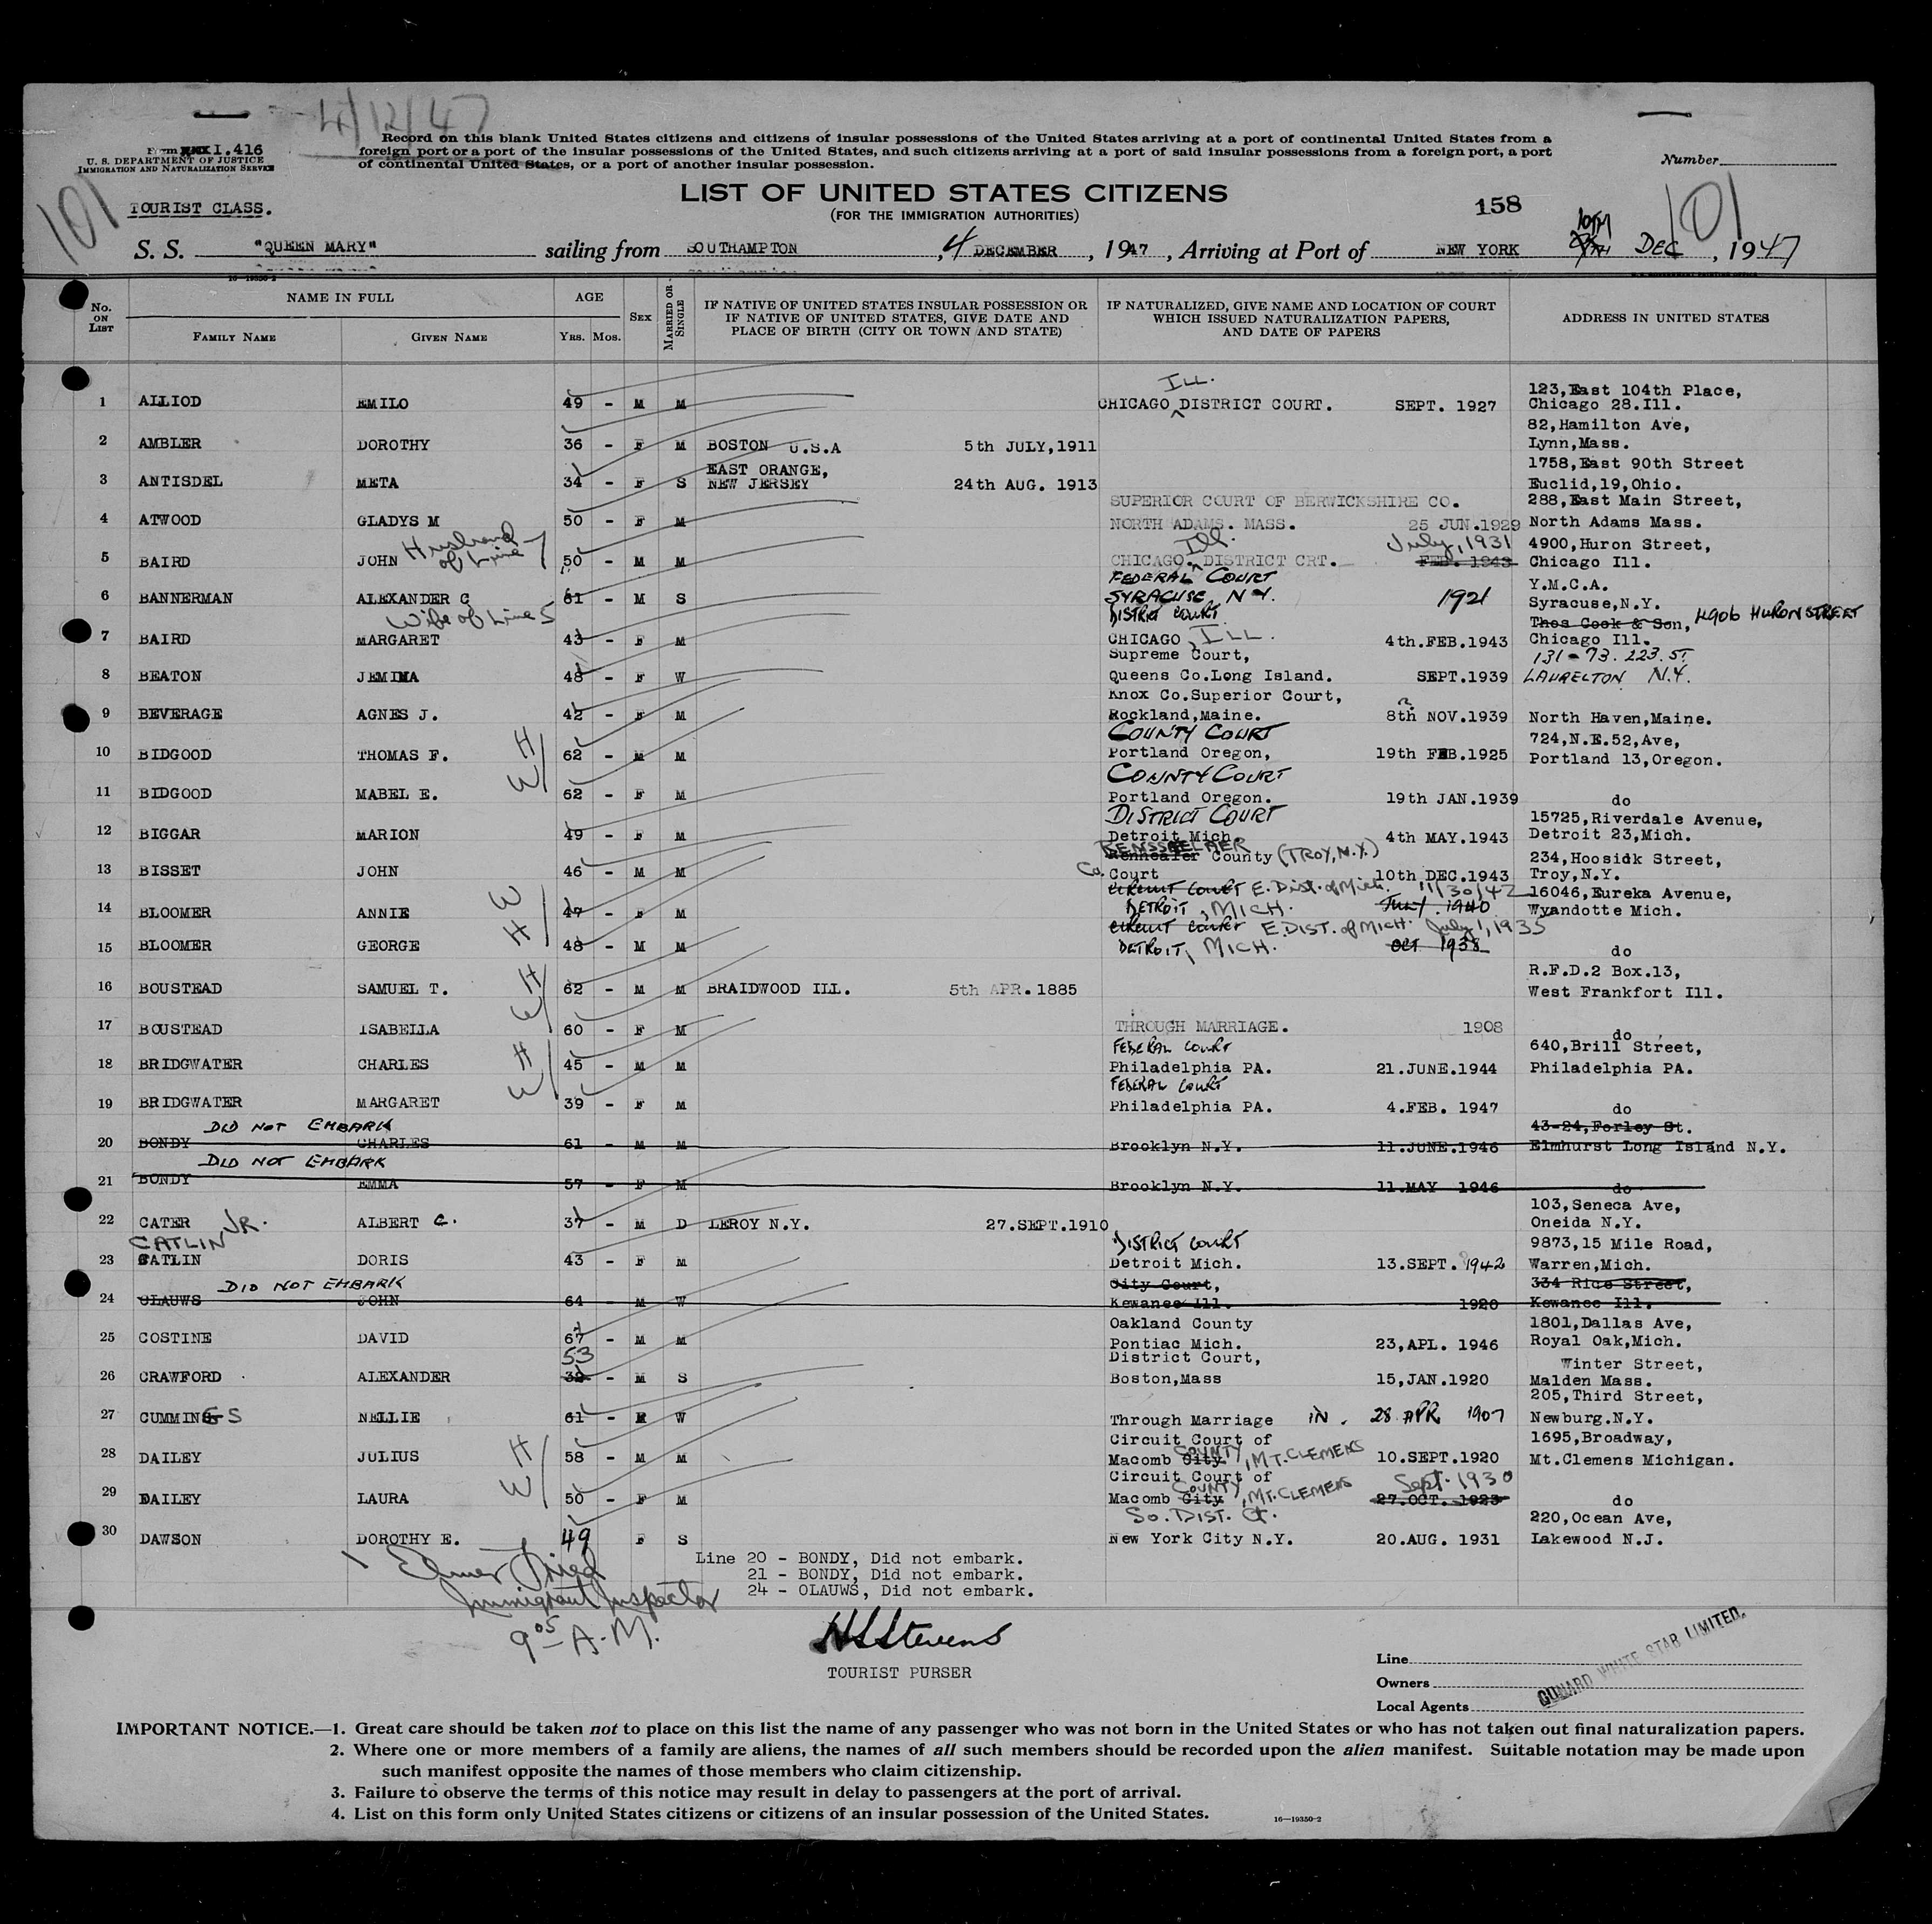 4/12/47
Form I.416
U. S. DEPARTMENT OF JUSTICE
IMMIGRATION AND NATURALIZATION SERVICE
Record on this blank United States citizens and citizens of insular possessions of the United States arriving at a port of continental United States from a
foreign port or a port of the insular possessions of the United States, and such citizens arriving at a port of said insular possessions from a foreign port, a port
of continental United States, or a port of another insular possession.
Number
101
TOURIST CLASS.
LIST OF UNITED STATES CITIZENS
(FOR THE IMMIGRATION AUTHORITIES)
158
101
S. S. "QUEEN MARY" sailing from SOUTHAMPTON, 4 DECEMBER, 1947, Arriving at Port of NEW YORK 10TH DEC, 1947
16-19350-2
No. ON LIST
NAME IN FULL
FAMILY NAME
GIVEN NAME
AGE
YRS. MOS.
SEX
MARRIED OR SINGLE
IF NATIVE OF UNITED STATES INSULAR POSSESSION OR
IF NATIVE OF UNITED STATES, GIVE DATE AND
PLACE OF BIRTH (CITY OR TOWN AND STATE)
IF NATURALIZED, GIVE NAME AND LOCATION OF COURT
WHICH ISSUED NATURALIZATION PAPERS,
AND DATE OF PAPERS
ADDRESS IN UNITED STATES
1 ALLIOD EMILO 49 - M M CHICAGO ILL. DISTRICT COURT. SEPT. 1927 123,East 104th Place,
Chicago 28.Ill.
2 AMBLER DOROTHY 36 - F M BOSTON U.S.A 5th JULY,1911 82,Hamilton Ave,
Lynn,Mass.
3 ANTISDEL META 34 - F S EAST ORANGE,
NEW JERSEY 24th AUG. 1913 1758,East 90th Street
Euclid,19,Ohio.
4 ATWOOD GLADYS M 50 - F M SUPERIOR COURT OF BERWICKSHIRE CO.
NORTH ADAMS. MASS. 25 JUN.1929 288,East Main Street,
North Adams Mass.
5 BAIRD JOHN Husband of Line 7 50 - M M CHICAGO Ill. DISTRICT CRT. FEB. 1943 July, 1931 4900,Huron Street,
Chicago Ill.
6 BANNERMAN ALEXANDER G 61 - M S FEDERAL COURT
SYRACUSE, N Y. 1921 Y.M.C.A.
Syracuse,N.Y.
7 BAIRD MARGARET Wife of Line 5 43 - F M DISTRICT COURT
CHICAGO, ILL. 4th.FEB.1943 Thos Cook & Son, 4906 HURON STREET
Chicago Ill.
8 BEATON JEMIMA 48 - F W Supreme Court,
Queens Co.Long Island. SEPT.1939 131-73. 223. ST.
LAURELTON N.Y.
9 BEVERAGE AGNES J. 42 - F M Knox Co.Superior Court,
Rockland,Maine. 8th NOV.1939 North Haven,Maine.
10 BIDGOOD THOMAS F. H 62 - M M COUNTY COURT
Portland Oregon, 19th FEB.1925 724,N.E.52,Ave,
Portland 13,Oregon.
11 BIDGOOD MABEL E. W 62 - F M COUNTY COURT
Portland Oregon. 19th JAN.1939 do
12 BIGGAR MARION 49 - F M DISTRICT COURT
Detroit Mich. 4th MAY.1943 15725,Riverdale Avenue,
Detroit 23,Mich.
13 BISSET JOHN 46 - M M RENSSELAER County (TROY, N.Y.)
Co. Court 10th DEC.1943 234,Hoosidk Street,
Troy,N.Y.
14 BLOOMER ANNIE W 47 - F M Circuit Court E. Dist. of Mich. 11/30/42
DETROIT, MICH. JULY. 1940 16046,Eureka Avenue,
Wyandotte Mich.
15 BLOOMER GEORGE H 48 - M M Circuit Court E. DIST. of MICH. July 1, 1935
DETROIT, MICH. OCT 1938 do
16 BOUSTEAD SAMUEL T. H 62 - M M BRAIDWOOD ILL. 5th APR.1885 R.F.D.2 Box.13,
West Frankfort Ill.
17 BOUSTEAD ISABELLA W 60 - F M THROUGH MARRIAGE. 1908 do
18 BRIDGWATER CHARLES H 45 - M M FEDERAL COURT
Philadelphia PA. 21.JUNE.1944 640,Brill Street,
Philadelphia PA.
19 BRIDGWATER MARGARET W 39 - F M FEDERAL COURT
Philadelphia PA. 4.FEB. 1947 do
DID NOT EMBARK
20 BONDY CHARLES 61 - M M Brooklyn N.Y. 11.JUNE.1946 43-24,Forley St.
Elmhurst Long Island N.Y.
DID NOT EMBARK
21 BONDY EMMA 57 - F M Brooklyn N.Y. 11.MAY 1946 do
22 CATER JR. ALBERT C. 37 - M D LEROY N.Y. 27.SEPT.1910 103,Seneca Ave,
Oneida N.Y.
CATLIN
23 CATLIN DORIS 43 - F M DISTRICT COURT
Detroit Mich. 13.SEPT. 1942 9873,15 Mile Road,
Warren,Mich.
DID NOT EMBARK
24 OLAUWS JOHN 64 - M W City Court,
Kewanee Ill. 1920 334 Rice Street,
Kewanee Ill.
25 COSTINE DAVID 67 - M M Oakland County
Pontiac Mich. 23,APL. 1946 1801,Dallas Ave,
Royal Oak,Mich.
26 CRAWFORD ALEXANDER 53 - M S District Court,
Boston,Mass 15,JAN.1920 Winter Street,
Malden Mass.
27 CUMMINGS NELLIE 61 - F W Through Marriage IN. 28 APR 1907 205,Third Street,
Newburg.N.Y.
28 DAILEY JULIUS H 58 - M M Circuit Court of
Macomb City COUNTY, MT. CLEMENS 10.SEPT.1920 1695,Broadway,
Mt.Clemens Michigan.
29 DAILEY LAURA W 50 - F M Circuit Court of
Macomb City COUNTY, MT. CLEMENS 27.OCT. 1923 Sept. 1930 do
30 DAWSON DOROTHY E. 49 F S So. DIST. Ct.
New York City N.Y. 20.AUG. 1931 220,Ocean Ave,
Lakewood N.J.
Line 20 - BONDY, Did not embark.
21 - BONDY, Did not embark.
24 - OLAUWS, Did not embark.
Elmer Fried
Immigrant Inspector
9 05 A.M.
HLStevens
TOURIST PURSER
Line
Owners
Local Agents
CUNARD WHITE STAR LIMITED.
IMPORTANT NOTICE.—1. Great care should be taken not to place on this list the name of any passenger who was not born in the United States or who has not taken out final naturalization papers.
2. Where one or more members of a family are aliens, the names of all such members should be recorded upon the alien manifest. Suitable notation may be made upon
such manifest opposite the names of those members who claim citizenship.
3. Failure to observe the terms of this notice may result in delay to passengers at the port of arrival.
4. List on this form only United States citizens or citizens of an insular possession of the United States.
16—19350-2